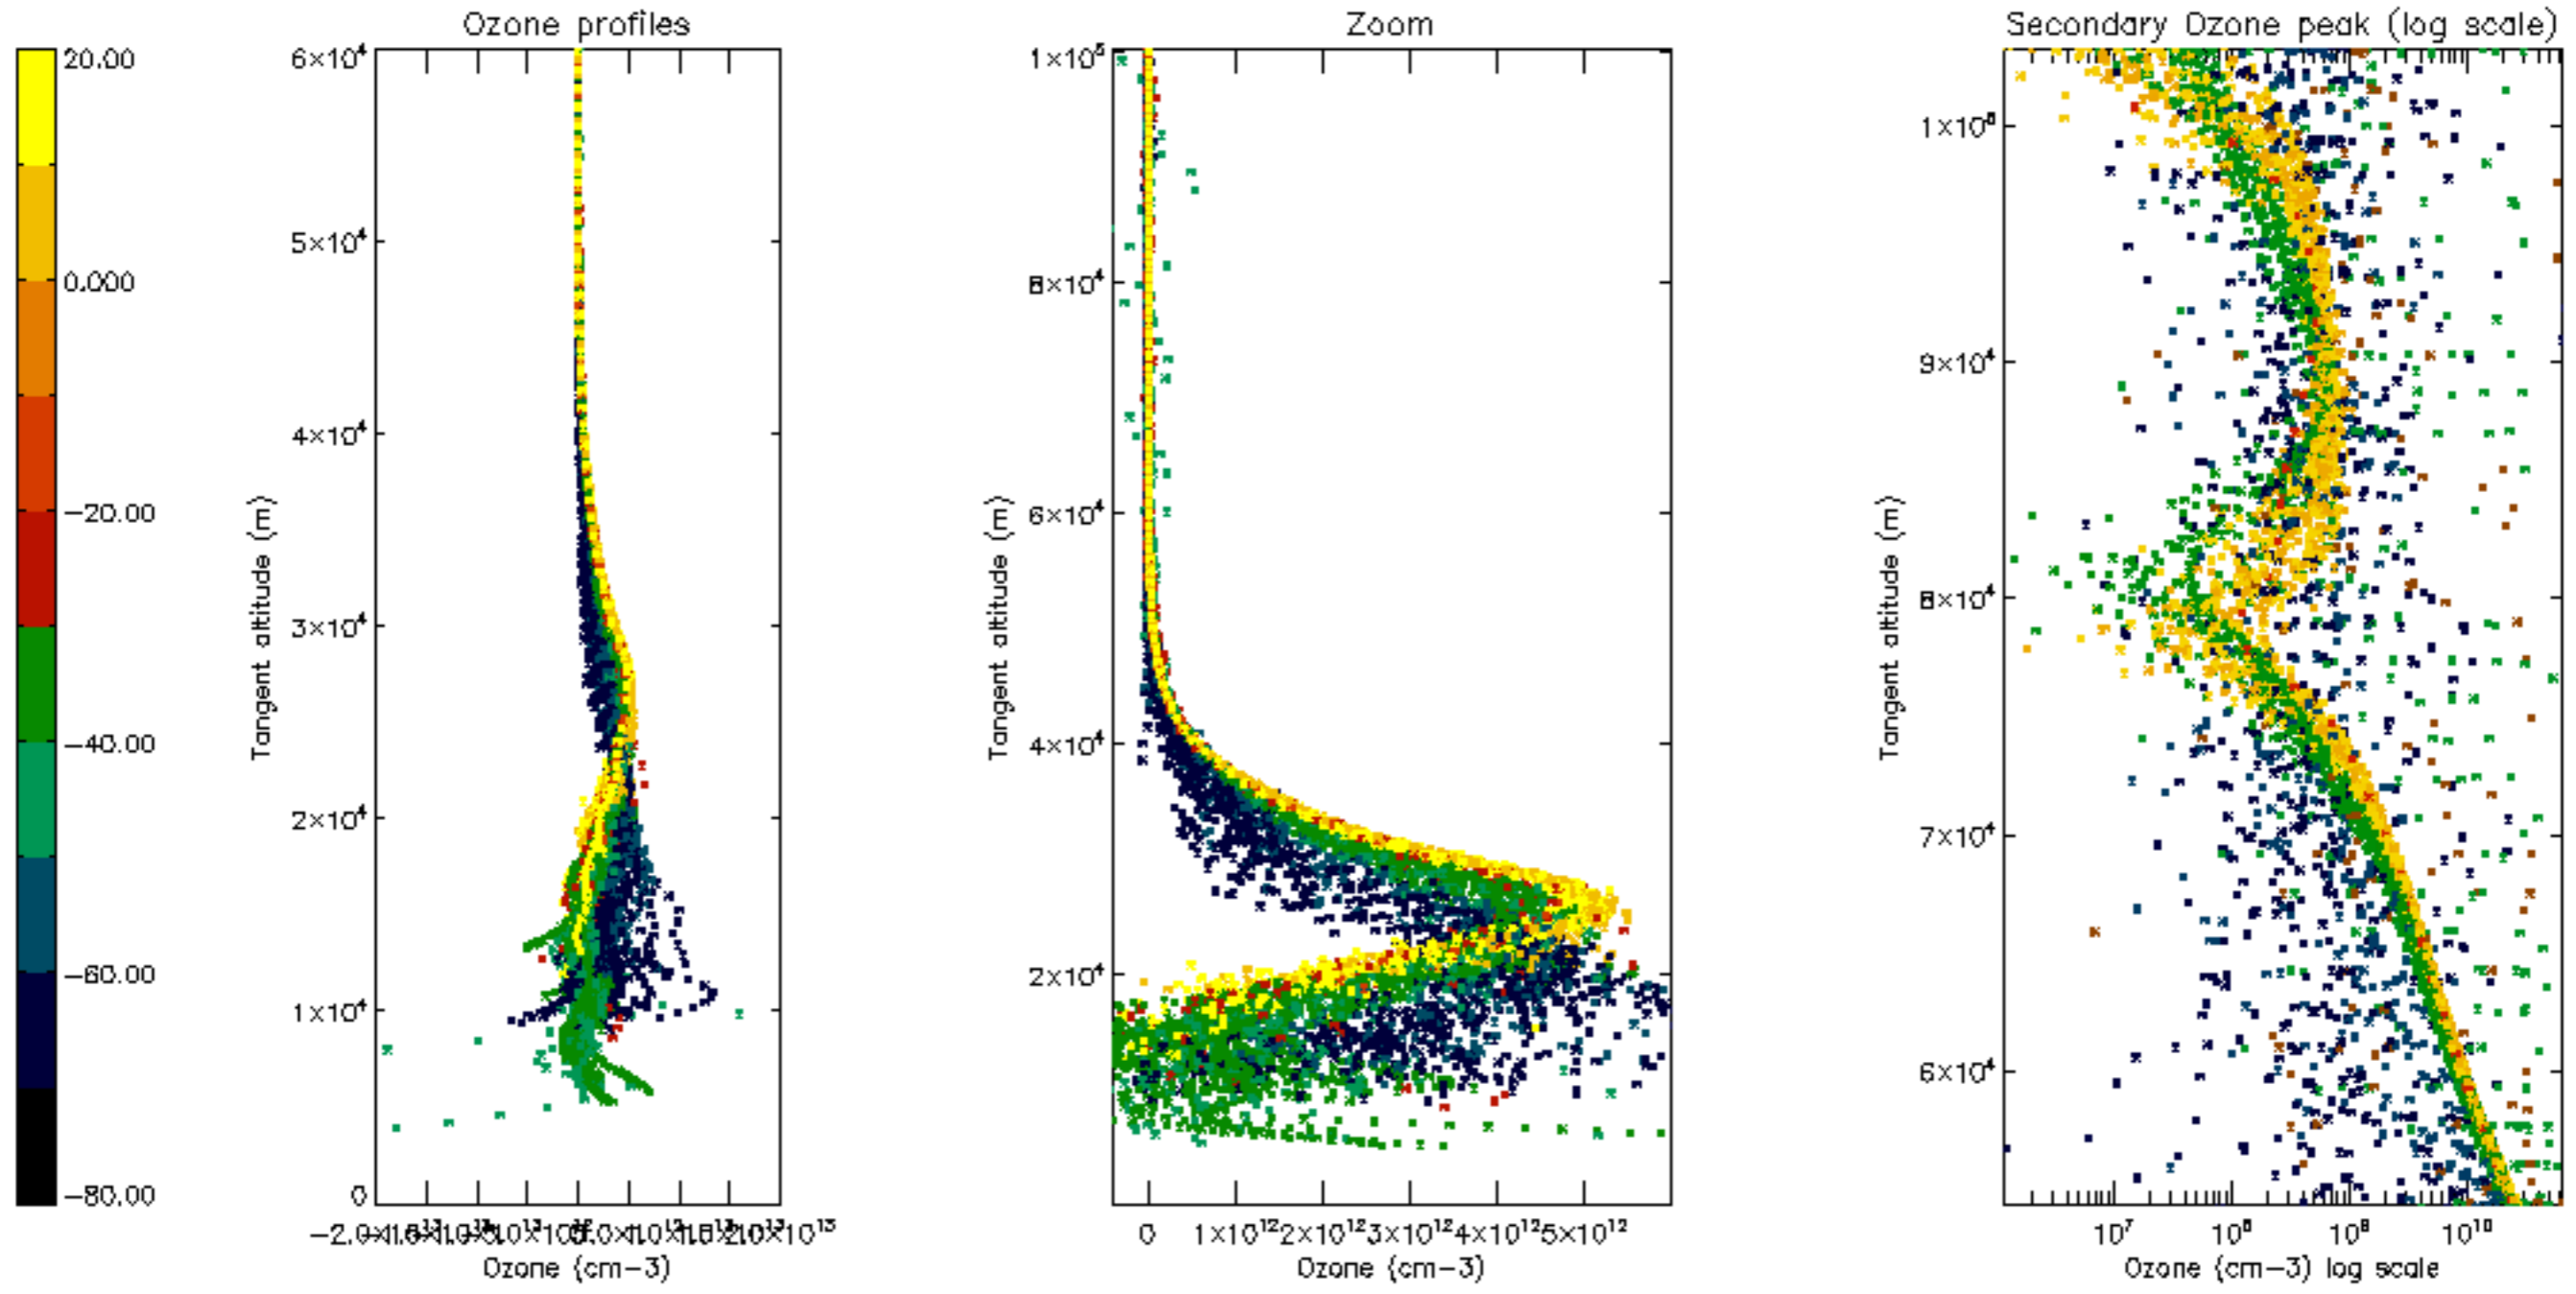 Ozone profiles
Zoom
Secondary Ozone peak (log scale)
20.00
0.000
−20.00
−40.00
−60.00
−80.00
6×10⁴
5×10⁴
4×10⁴
3×10⁴
2×10⁴
1×10⁴
0
Tangent altitude (m)
Ozone (cm−3)
1×10⁵
8×10⁴
6×10⁴
4×10⁴
2×10⁴
Tangent altitude (m)
0 1×10¹² 2×10¹² 3×10¹² 4×10¹² 5×10¹²
Ozone (cm−3)
1×10⁵
9×10⁴
8×10⁴
7×10⁴
6×10⁴
Tangent altitude (m)
10⁷ 10⁸ 10⁹ 10¹⁰
Ozone (cm−3) log scale